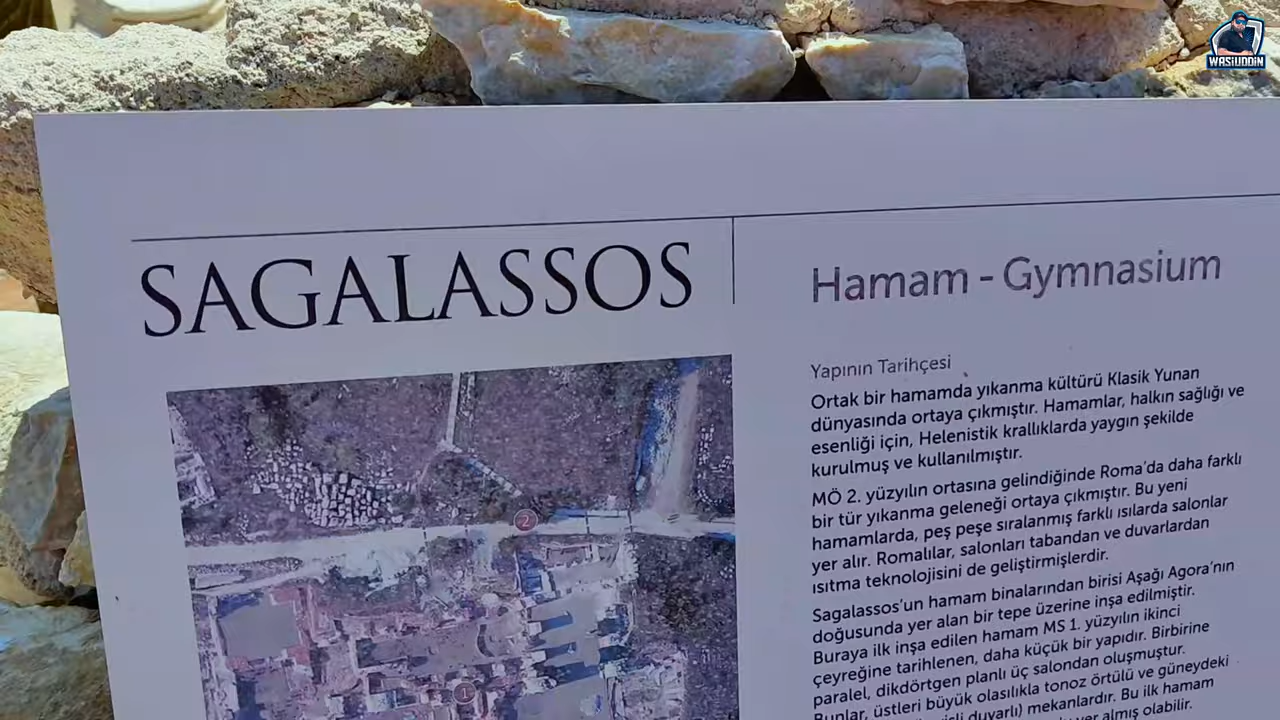 WASIUDDIN
SAGALASSOS
Hamam - Gymnasium
Yapının Tarihçesi
Ortak bir hamamda yıkanma kültürü Klasik Yunan
dünyasında ortaya çıkmıştır. Hamamlar, halkın sağlığı ve
esenliği için, Helenistik krallıklarda yaygın şekilde
kurulmuş ve kullanılmıştır.
MÖ 2. yüzyılın ortasına gelindiğinde Roma'da daha farklı
bir tür yıkanma geleneği ortaya çıkmıştır. Bu yeni
hamamlarda, peş peşe sıralanmış farklı ısılarda salonlar
yer alır. Romalılar, salonları tabandan ve duvarlardan
ısıtma teknolojisini de geliştirmişlerdir.
Sagalassos'un hamam binalarından birisi Aşağı Agora'nın
doğusunda yer alan bir tepe üzerine inşa edilmiştir.
Buraya ilk inşa edilen hamam MS 1. yüzyılın ikinci
çeyreğine tarihlenen, daha küçük bir yapıdır. Birbirine
paralel, dikdörtgen planlı üç salondan oluşmuştur.
Bunlar, üstleri büyük olasılıkla tonoz örtülü ve güneydeki
duvarlı) mekanlardır. Bu ilk hamam
yer almış olabilir.
2
1